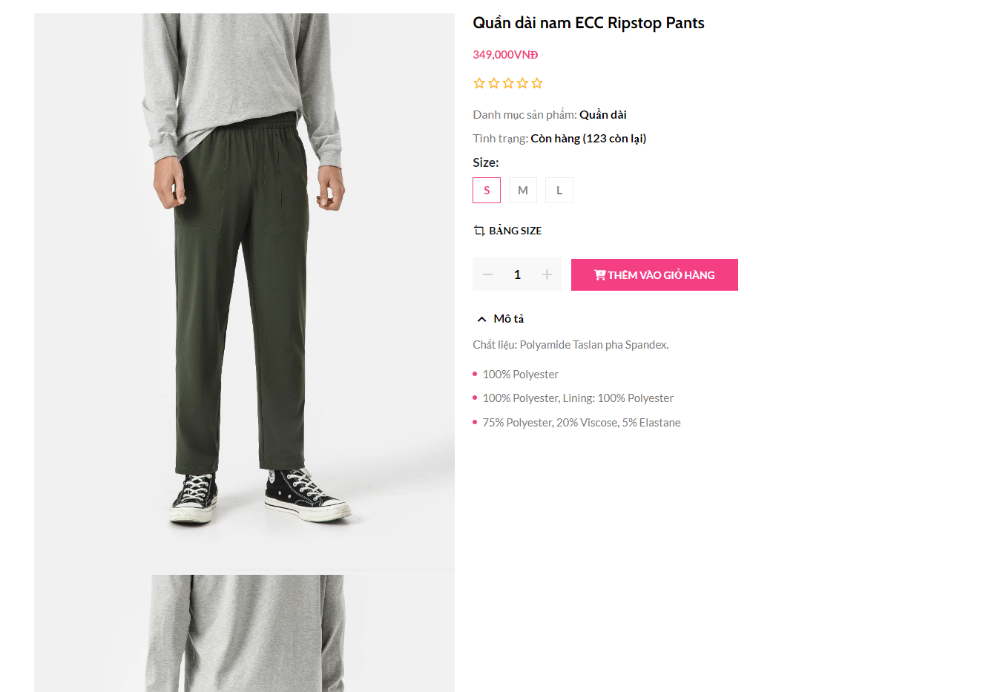 Quần dài nam ECC Ripstop Pants
349,000VNĐ
Danh mục sản phẩm: Quần dài
Tình trạng: Còn hàng (123 còn lại)
Size:
S M L
BẢNG SIZE
1
THÊM VÀO GIỎ HÀNG
Mô tả
Chất liệu: Polyamide Taslan pha Spandex.
100% Polyester
100% Polyester, Lining: 100% Polyester
75% Polyester, 20% Viscose, 5% Elastane